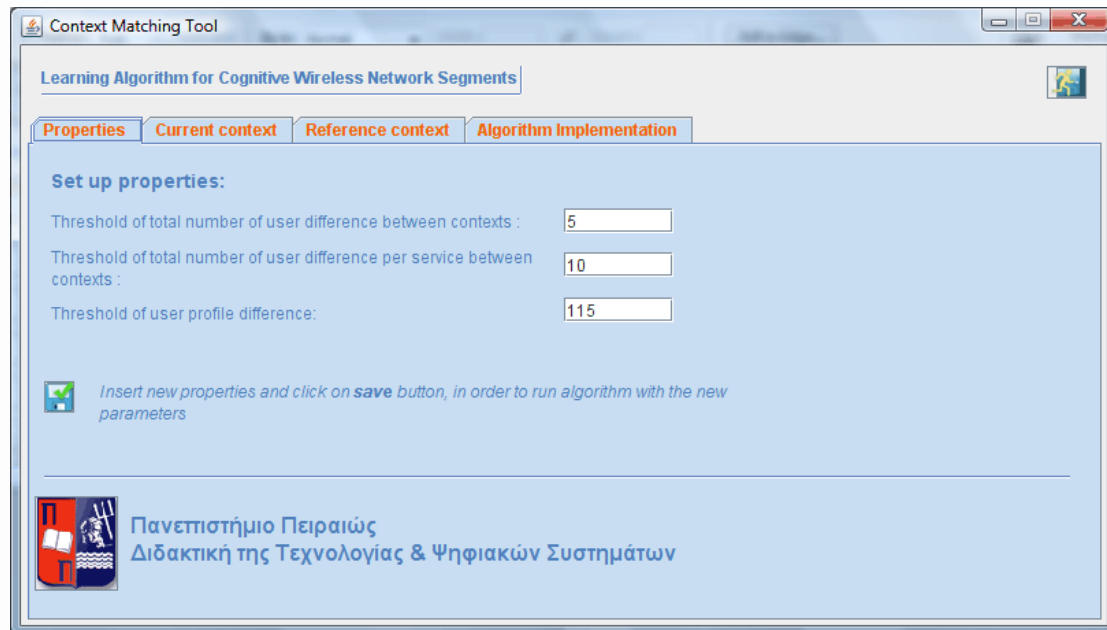 Context Matching Tool
Learning Algorithm for Cognitive Wireless Network Segments
Properties Current context Reference context Algorithm Implementation
Set up properties:
Threshold of total number of user difference between contexts : 5
Threshold of total number of user difference per service between
contexts : 10
Threshold of user profile difference: 115
Insert new properties and click on save button, in order to run algorithm with the new
parameters
Π
Π
Πανεπιστήμιο Πειραιώς
Διδακτική της Τεχνολογίας & Ψηφιακών Συστημάτων